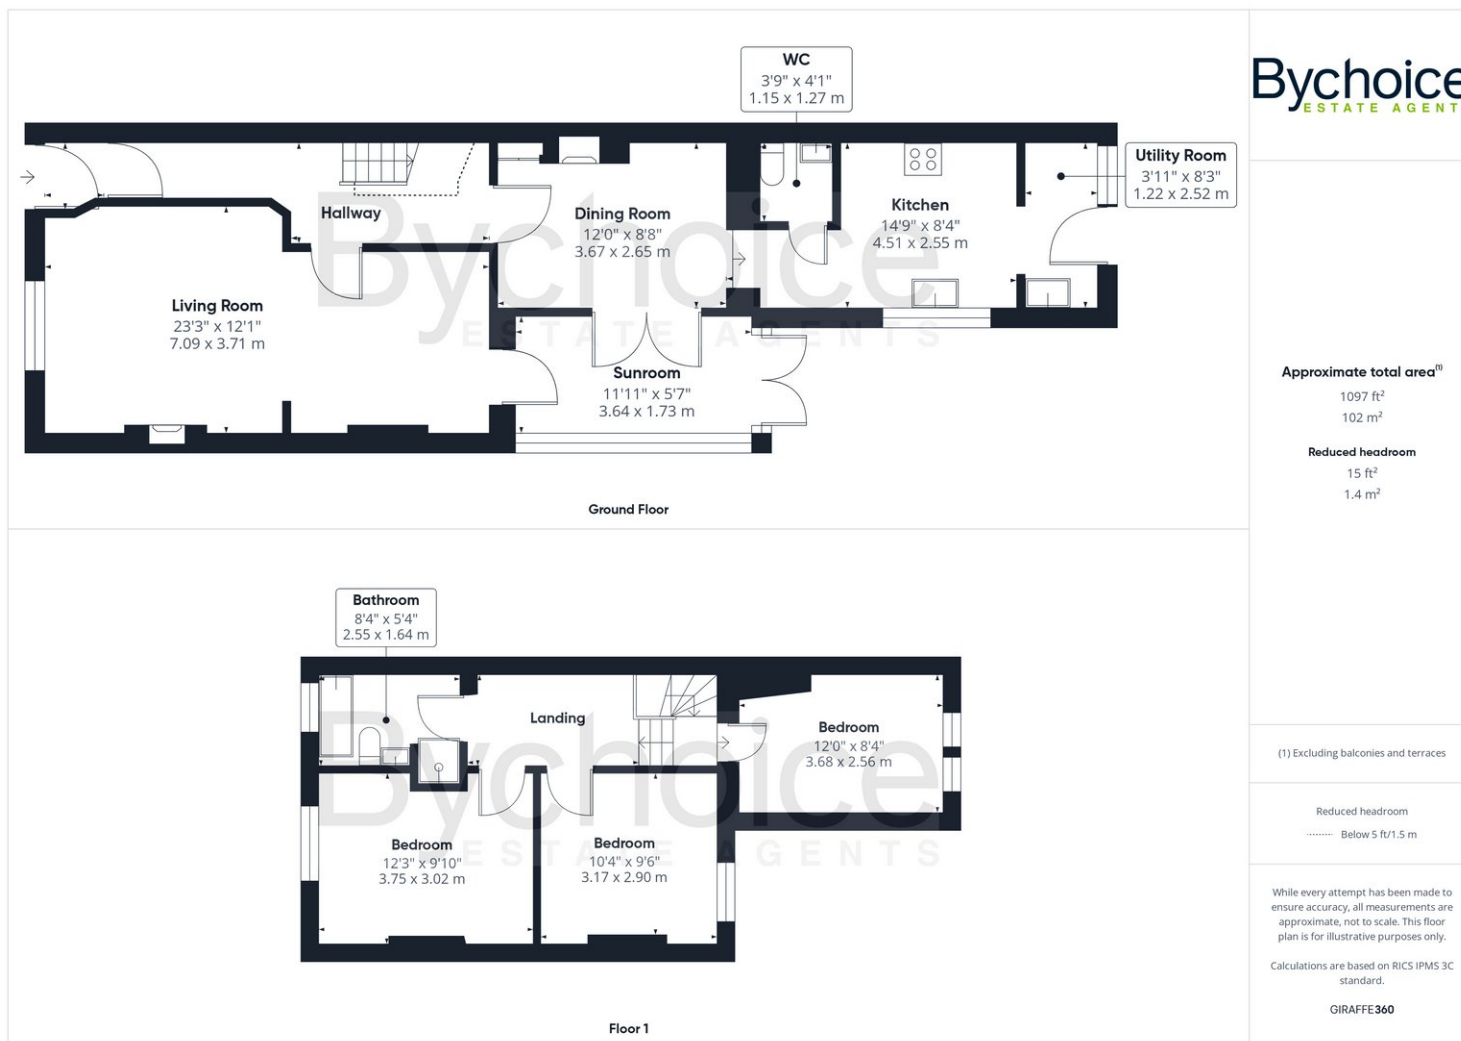 WC
3'9" x 4'1"
1.15 x 1.27 m
Utility Room
3'11" x 8'3"
1.22 x 2.52 m
Hallway
Dining Room
12'0" x 8'8"
3.67 x 2.65 m
Kitchen
14'9" x 8'4"
4.51 x 2.55 m
Living Room
23'3" x 12'1"
7.09 x 3.71 m
Sunroom
11'11" x 5'7"
3.64 x 1.73 m
Bychoice
ESTATE AGENTS
Ground Floor
Bathroom
8'4" x 5'4"
2.55 x 1.64 m
Landing
Bedroom
12'0" x 8'4"
3.68 x 2.56 m
Bedroom
12'3" x 9'10"
3.75 x 3.02 m
Bedroom
10'4" x 9'6"
3.17 x 2.90 m
Bychoice
ESTATE AGENTS
Floor 1
Bychoice
ESTATE AGENT
Approximate total area(1)
1097 ft²
102 m²
Reduced headroom
15 ft²
1.4 m²
(1) Excluding balconies and terraces
Reduced headroom
Below 5 ft/1.5 m
While every attempt has been made to
ensure accuracy, all measurements are
approximate, not to scale. This floor
plan is for illustrative purposes only.
Calculations are based on RICS IPMS 3C
standard.
GIRAFFE360